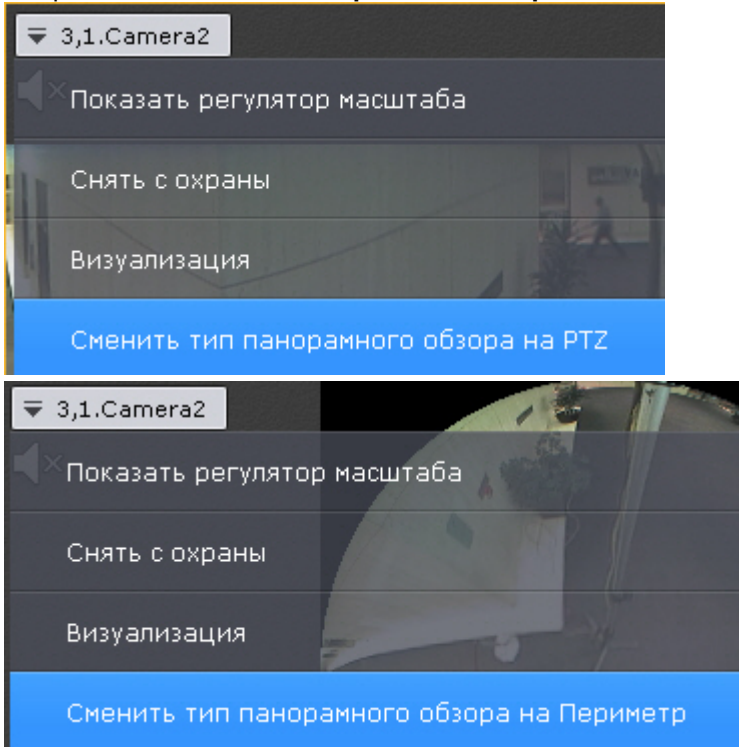 3,1.Camera2
Показать регулятор масштаба
Снять с охраны
Визуализация
Сменить тип панорамного обзора на PTZ
3,1.Camera2
Показать регулятор масштаба
Снять с охраны
Визуализация
Сменить тип панорамного обзора на Периметр